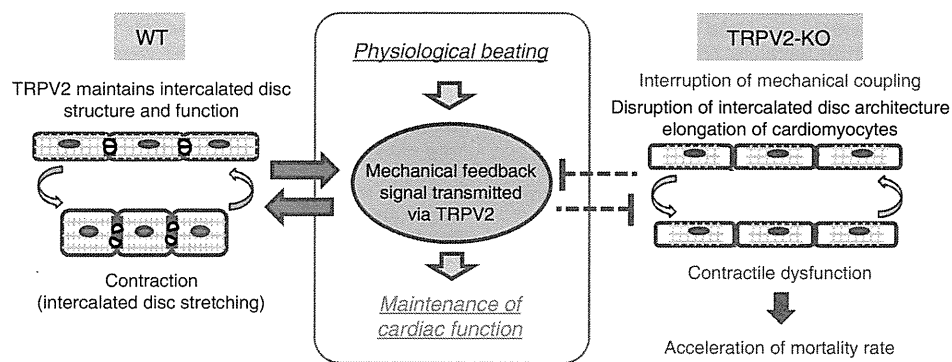 WT
TRPV2 maintains intercalated disc
structure and function
Contraction
(intercalated disc stretching)
Physiological beating
Mechanical feedback
signal transmitted
via TRPV2
Maintenance of
cardiac function
TRPV2-KO
Interruption of mechanical coupling
Disruption of intercalated disc architecture
elongation of cardiomyocytes
Contractile dysfunction
Acceleration of mortality rate